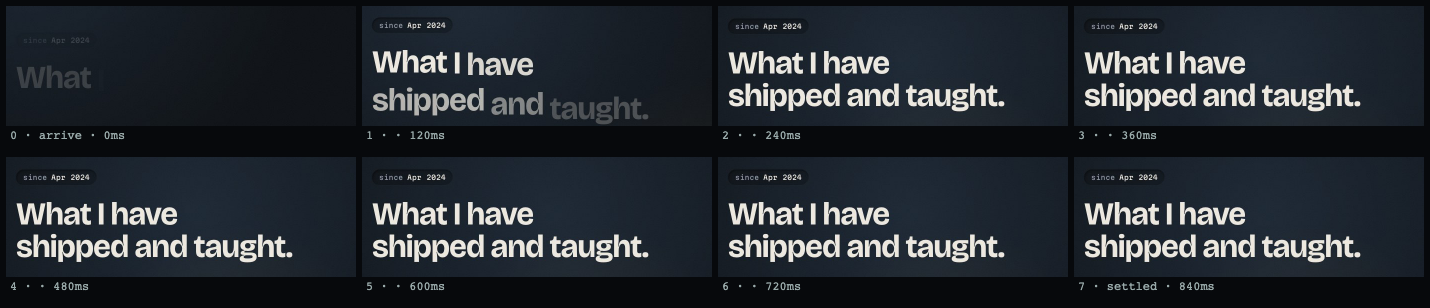 since Apr 2024
What
0 · arrive · 0ms
since Apr 2024
What I have
shipped and taught.
1 · · 120ms
since Apr 2024
What I have
shipped and taught.
2 · · 240ms
since Apr 2024
What I have
shipped and taught.
3 · · 360ms
since Apr 2024
What I have
shipped and taught.
4 · · 480ms
since Apr 2024
What I have
shipped and taught.
5 · · 600ms
since Apr 2024
What I have
shipped and taught.
6 · · 720ms
since Apr 2024
What I have
shipped and taught.
7 · settled · 840ms